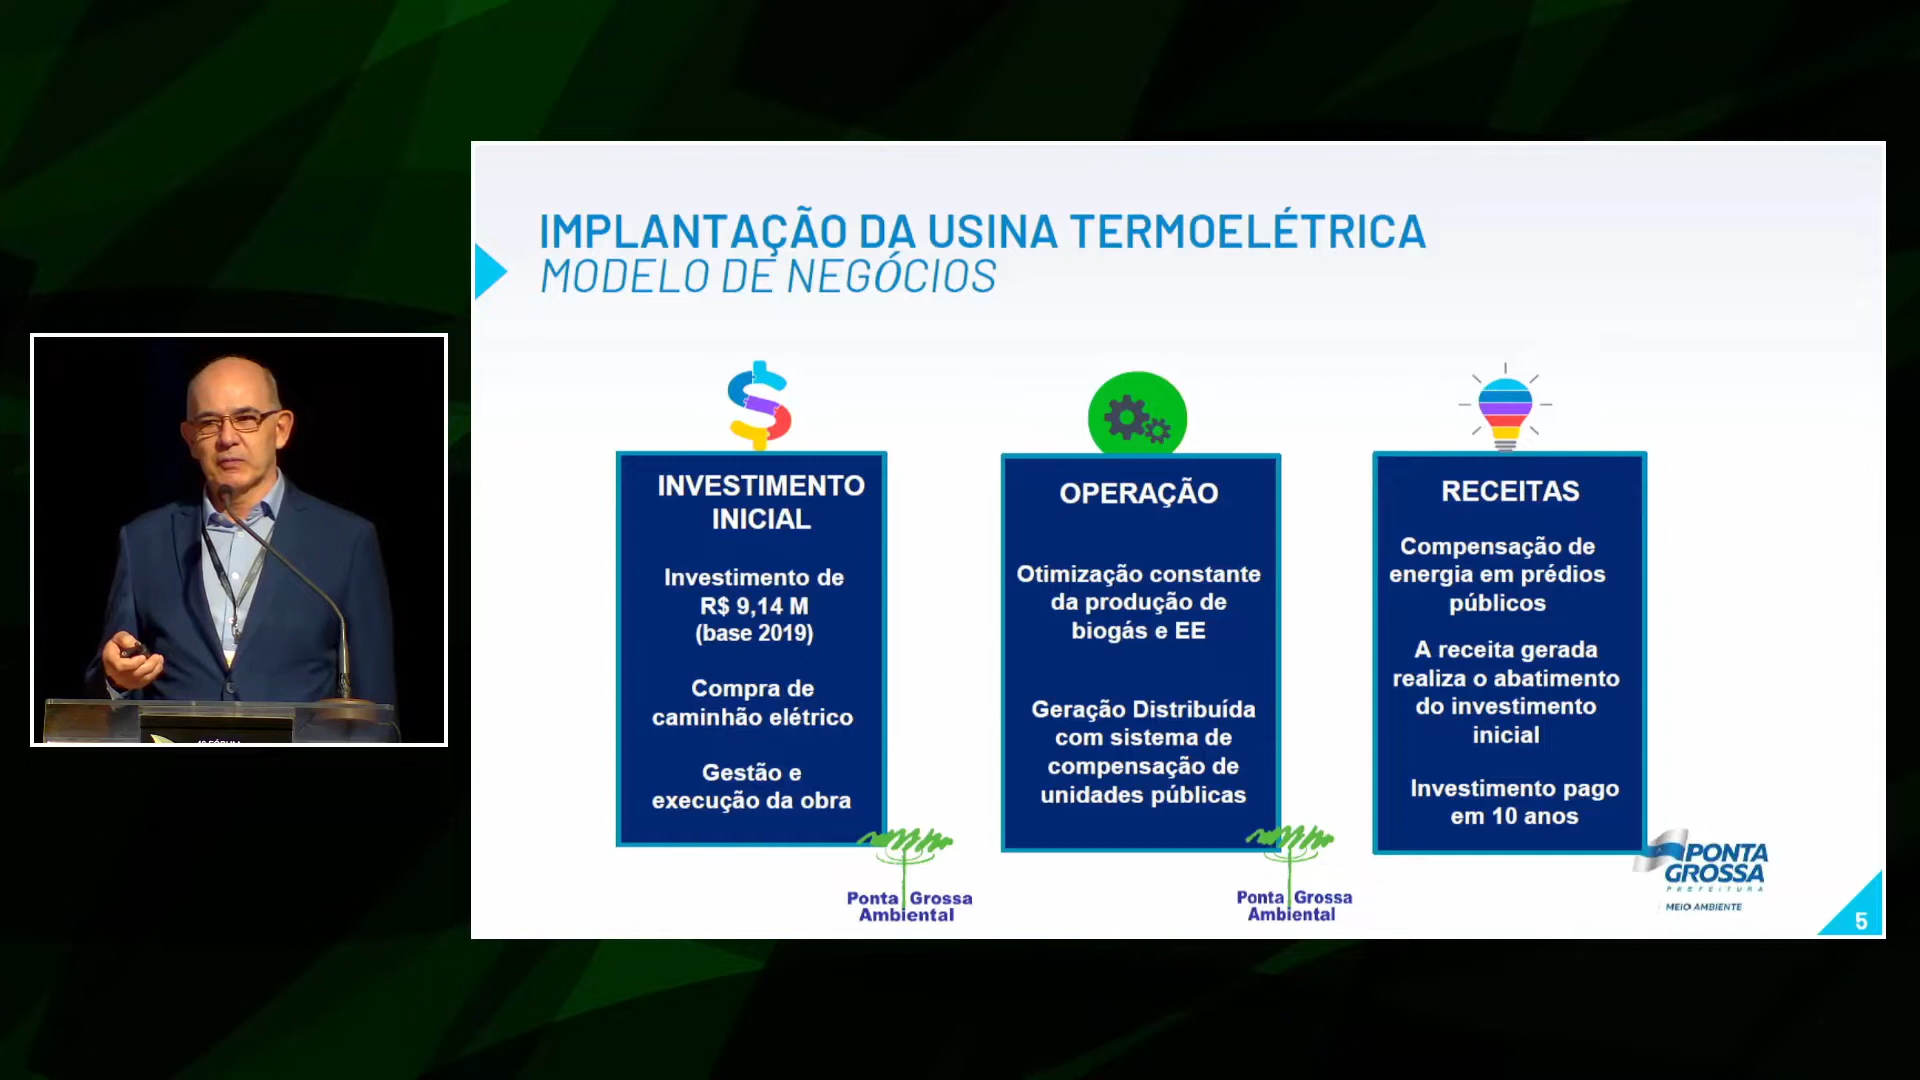 IMPLANTAÇÃO DA USINA TERMOELÉTRICA
MODELO DE NEGÓCIOS
INVESTIMENTO
INICIAL
Investimento de
R$ 9,14 M
(base 2019)
Compra de
caminhão elétrico
Gestão e
execução da obra
Ponta Grossa
Ambiental
OPERAÇÃO
Otimização constante
da produção de
biogás e EE
Geração Distribuída
com sistema de
compensação de
unidades públicas
Ponta Grossa
Ambiental
RECEITAS
Compensação de
energia em prédios
públicos
A receita gerada
realiza o abatimento
do investimento
inicial
Investimento pago
em 10 anos
PONTA
GROSSA
PREFEITURA
MEIO AMBIENTE
5